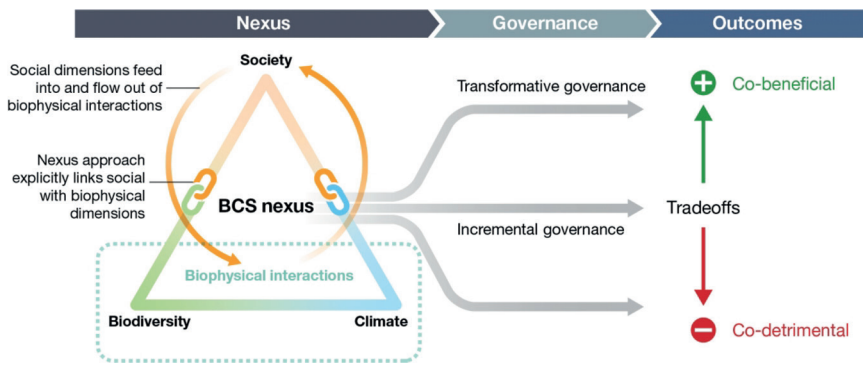 Nexus
Governance
Outcomes
Society
Social dimensions feed
into and flow out of
biophysical interactions
Nexus approach
explicitly links social
with biophysical
dimensions
BCS nexus
Biophysical interactions
Biodiversity
Climate
Transformative governance
Incremental governance
Co-beneficial
Tradeoffs
Co-detrimental